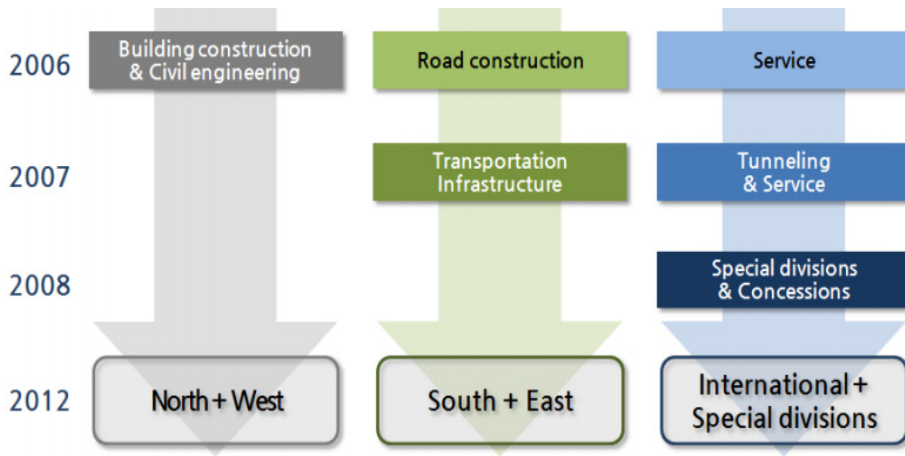 2006
Building construction
& Civil engineering
Road construction
Service
2007
Transportation
Infrastructure
Tunneling
& Service
2008
Special divisions
& Concessions
2012
North + West
South + East
International +
Special divisions